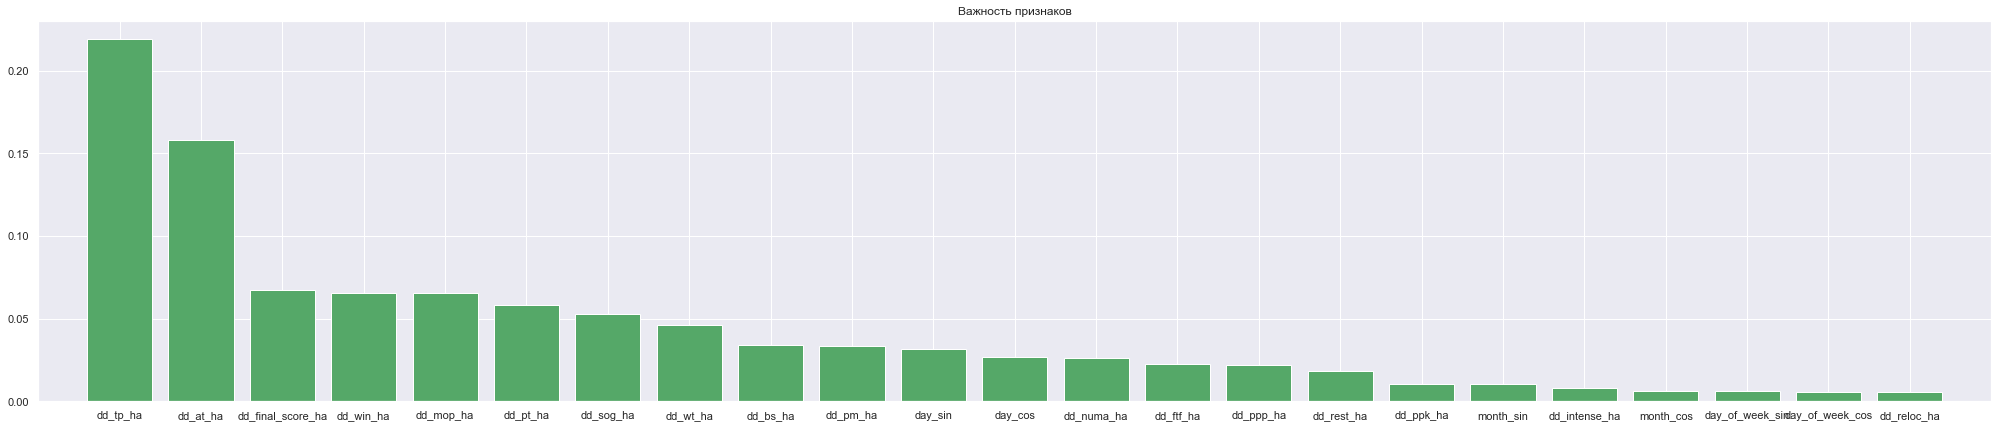 Важность признаков
0.20
0.15
0.10
0.05
0.00
dd_tp_ha dd_at_ha dd_final_score_ha dd_win_ha dd_mop_ha dd_pt_ha dd_sog_ha dd_wt_ha dd_bs_ha dd_pm_ha day_sin day_cos dd_numa_ha dd_ftf_ha dd_ppp_ha dd_rest_ha dd_ppk_ha month_sin dd_intense_ha month_cos day_of_week_sin day_of_week_cos dd_reloc_ha